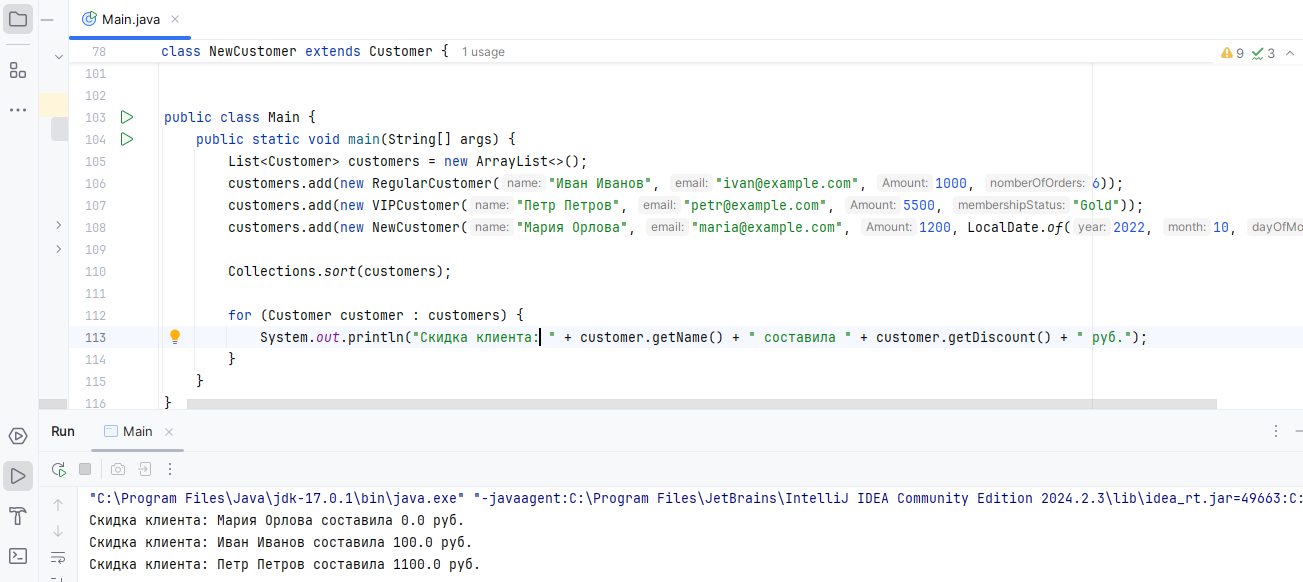 Main.java
78 class NewCustomer extends Customer { 1 usage
9 3
101
102
103 public class Main {
104 public static void main(String[] args) {
105 List<Customer> customers = new ArrayList<>();
106 customers.add(new RegularCustomer( name: "Иван Иванов", email: "ivan@example.com", Amount: 1000, nomberOfOrders: 6));
107 customers.add(new VIPCustomer( name: "Петр Петров", email: "petr@example.com", Amount: 5500, membershipStatus: "Gold"));
108 customers.add(new NewCustomer( name: "Мария Орлова", email: "maria@example.com", Amount: 1200, LocalDate.of( year: 2022, month: 10, dayOfMo
109
110 Collections.sort(customers);
111
112 for (Customer customer : customers) {
113 System.out.println("Скидка клиента: " + customer.getName() + " составила " + customer.getDiscount() + " руб.");
114 }
115 }
116 }
Run Main
"C:\Program Files\Java\jdk-17.0.1\bin\java.exe" "-javaagent:C:\Program Files\JetBrains\IntelliJ IDEA Community Edition 2024.2.3\lib\idea_rt.jar=49663:C:
Скидка клиента: Мария Орлова составила 0.0 руб.
Скидка клиента: Иван Иванов составила 100.0 руб.
Скидка клиента: Петр Петров составила 1100.0 руб.